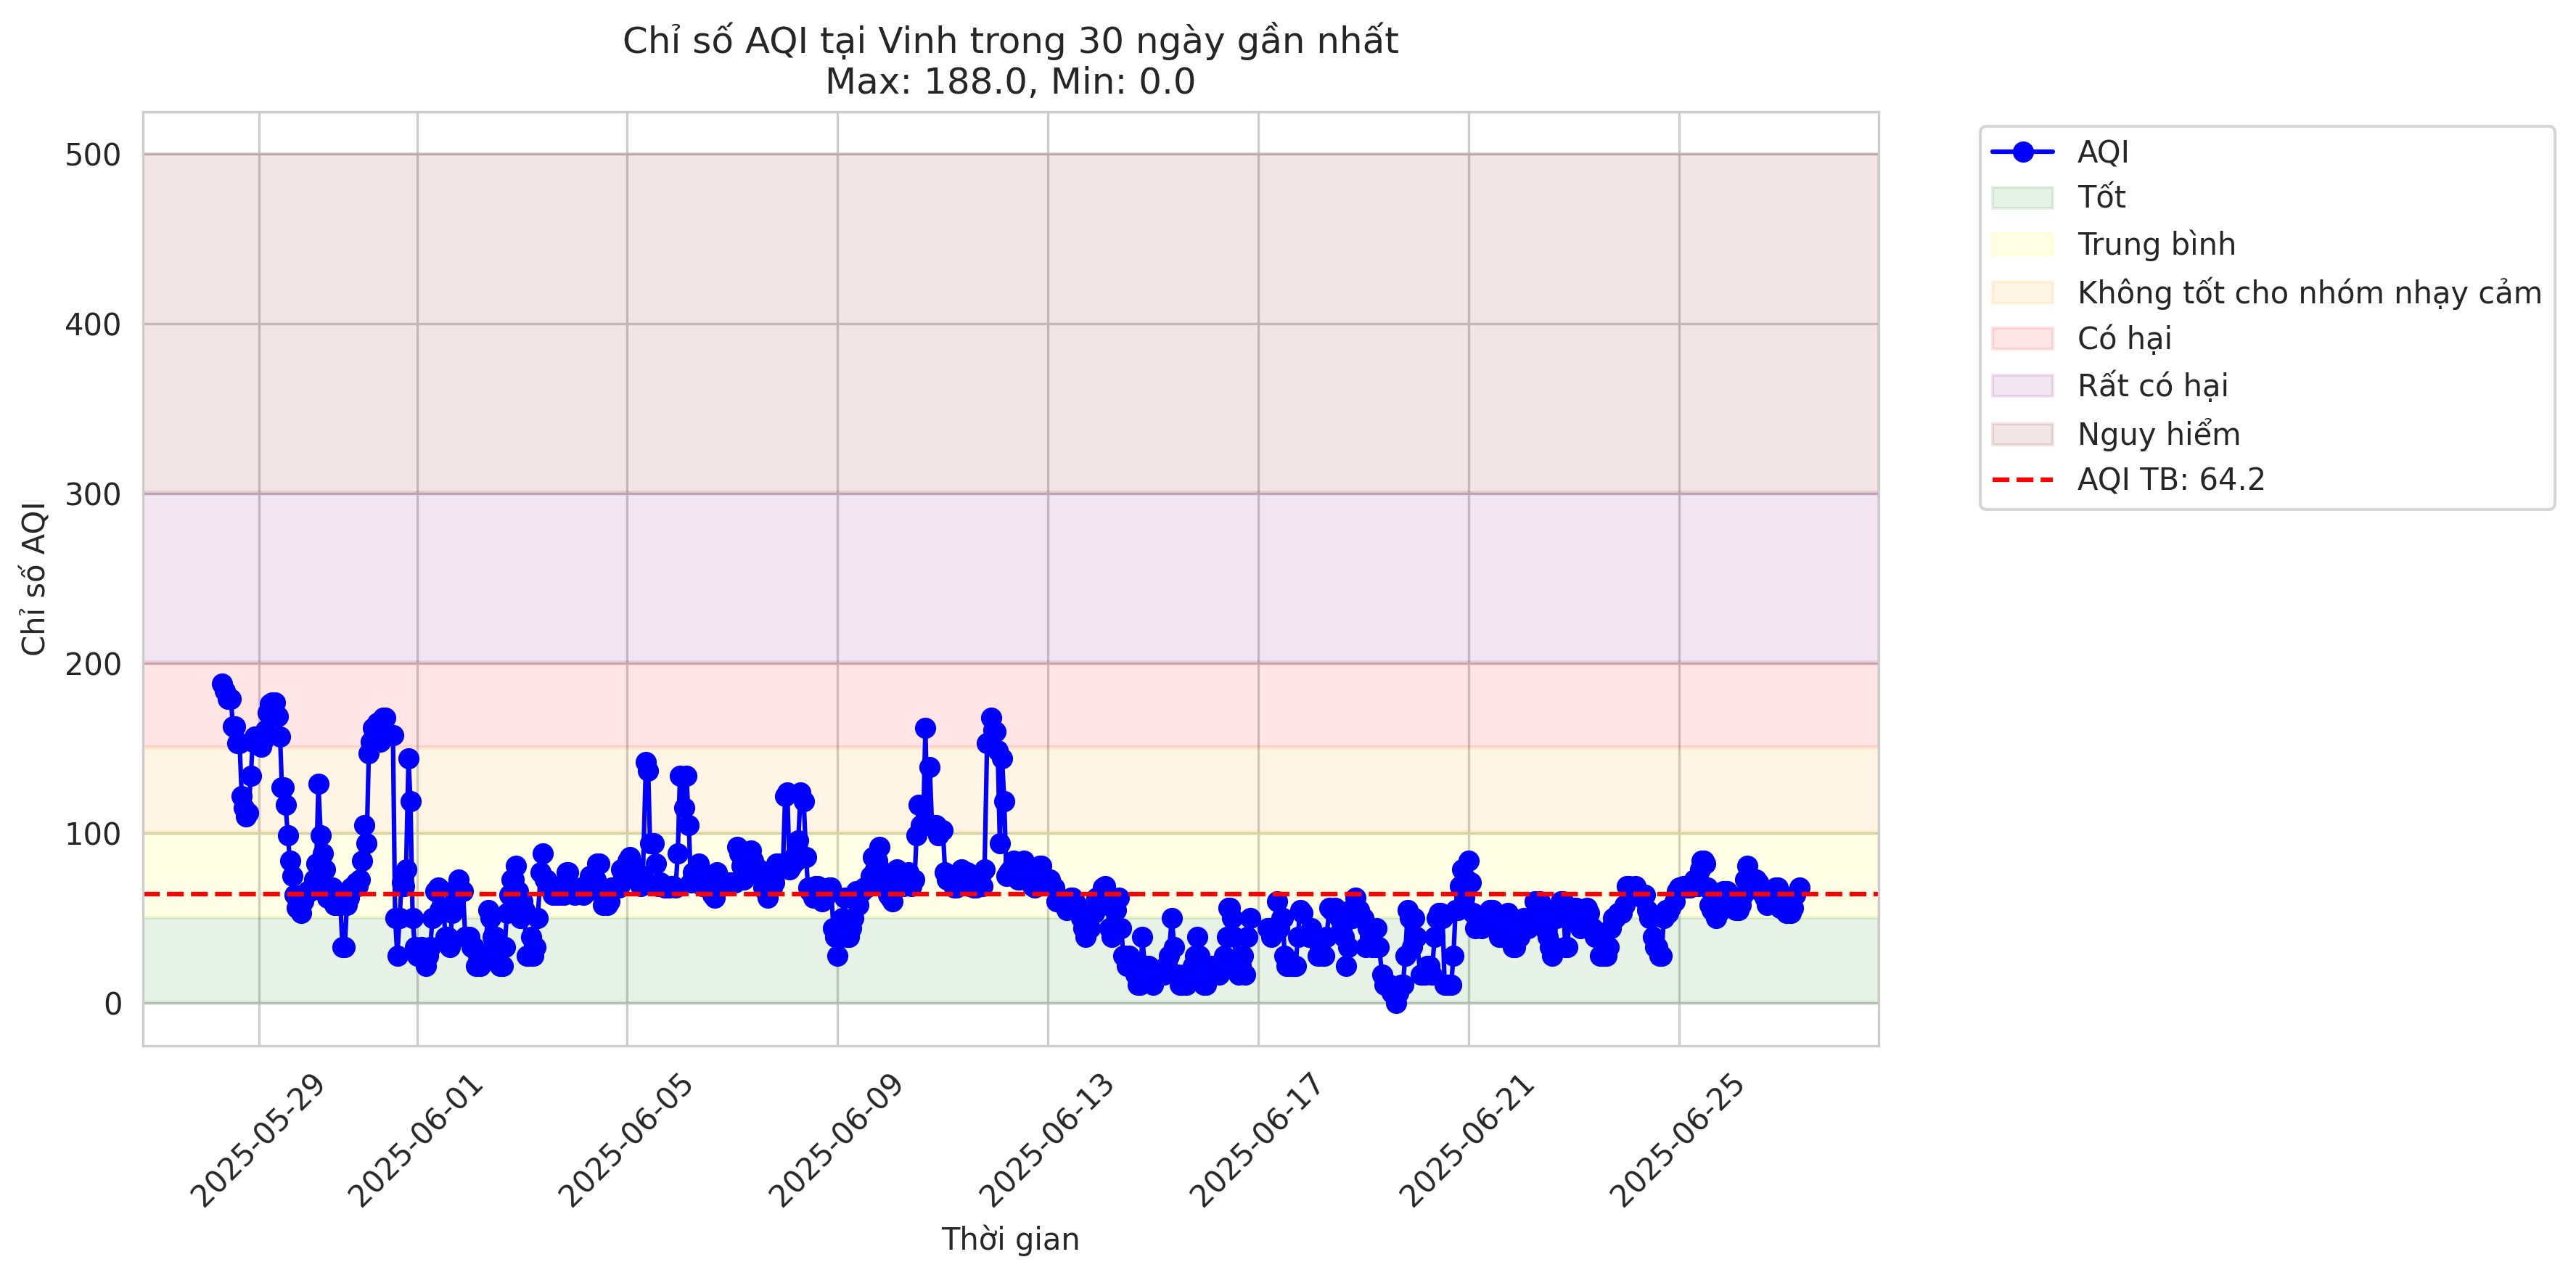 Chỉ số AQI tại Vinh trong 30 ngày gần nhất
Max: 188.0, Min: 0.0
Chỉ số AQI
500
400
300
200
100
0
2025-05-29
2025-06-01
2025-06-05
2025-06-09
2025-06-13
2025-06-17
2025-06-21
2025-06-25
Thời gian
AQI
Tốt
Trung bình
Không tốt cho nhóm nhạy cảm
Có hại
Rất có hại
Nguy hiểm
AQI TB: 64.2